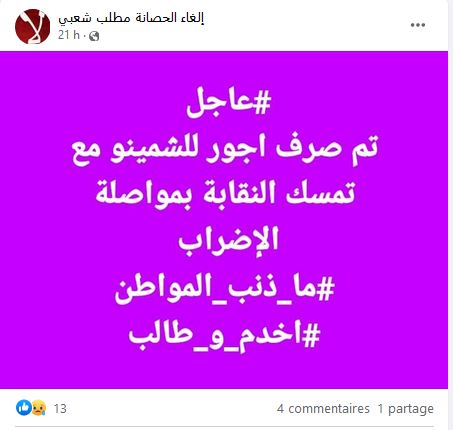 إلغاء الحصانة مطلب شعبي
21 h
#عاجل
تم صرف اجور للشمينو مع
تمسك النقابة بمواصلة
الإضراب
#ما_ذنب_المواطن
#اخدم_و_طالب
13
4 commentaires 1 partage